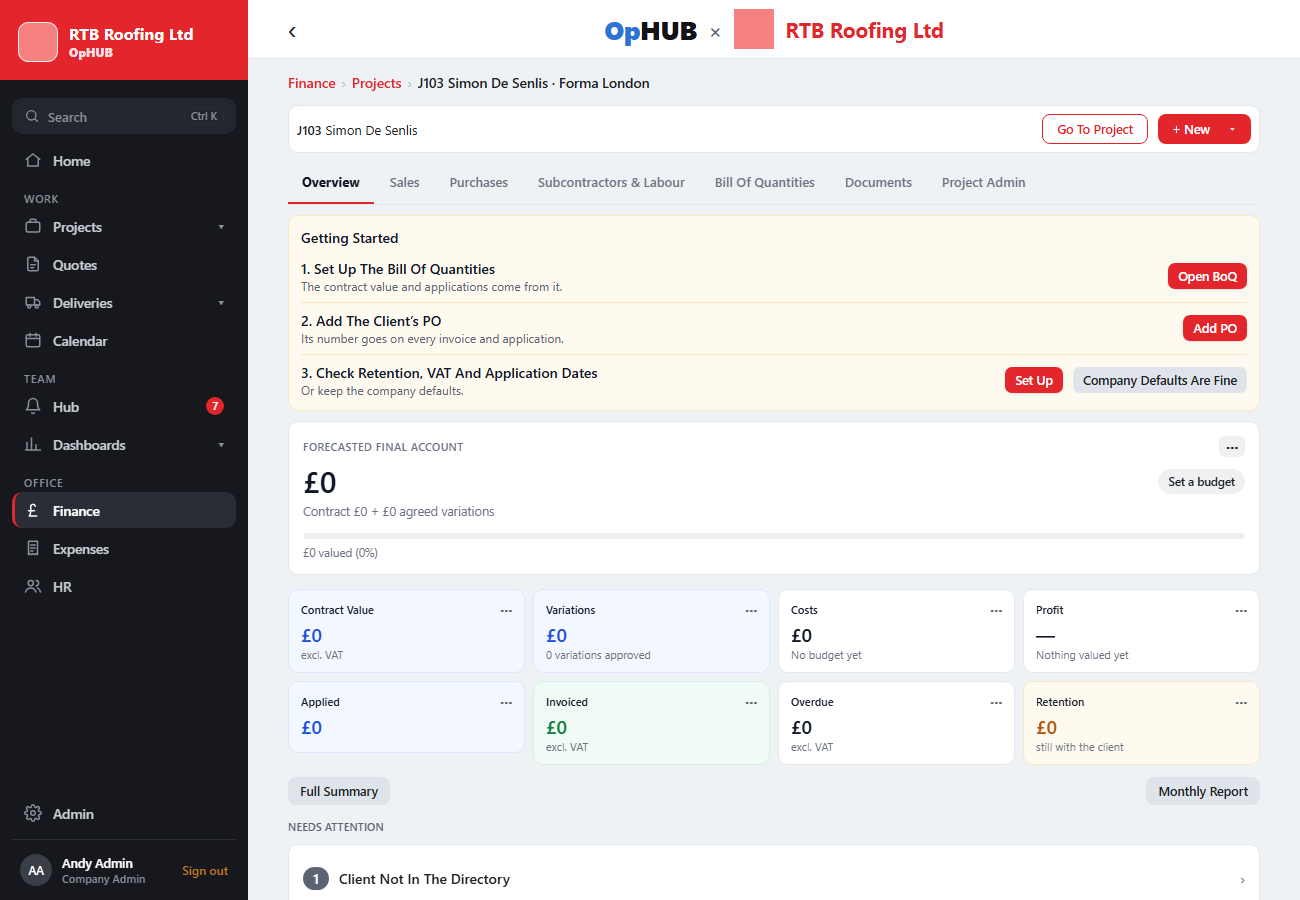 RTB Roofing Ltd
OpHUB
Search
Ctrl K
Home
WORK
Projects
Quotes
Deliveries
Calendar
TEAM
Hub
7
Dashboards
OFFICE
£ Finance
Expenses
HR
Admin
AA
Andy Admin
Company Admin
Sign out
‹
OpHUB × RTB Roofing Ltd
Finance › Projects › J103 Simon De Senlis · Forma London
J103 Simon De Senlis
Go To Project
+ New
Overview
Sales
Purchases
Subcontractors & Labour
Bill Of Quantities
Documents
Project Admin
Getting Started
1. Set Up The Bill Of Quantities
The contract value and applications come from it.
Open BoQ
2. Add The Client’s PO
Its number goes on every invoice and application.
Add PO
3. Check Retention, VAT And Application Dates
Or keep the company defaults.
Set Up
Company Defaults Are Fine
FORECASTED FINAL ACCOUNT
···
£0
Set a budget
Contract £0 + £0 agreed variations
£0 valued (0%)
Contract Value ···
£0
excl. VAT
Variations ···
£0
0 variations approved
Costs ···
£0
No budget yet
Profit ···
—
Nothing valued yet
Applied ···
£0
Invoiced ···
£0
excl. VAT
Overdue ···
£0
excl. VAT
Retention ···
£0
still with the client
Full Summary
Monthly Report
NEEDS ATTENTION
1 Client Not In The Directory ›